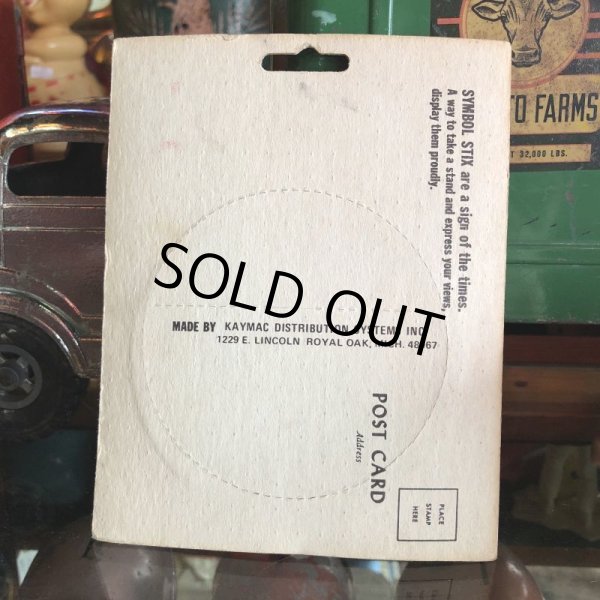 SYMBOL STIX are a sign of the times.
A way to take a stand and express your views,
display them proudly.
SOLD OUT
MADE BY KAYMAC DISTRIBUTION SYSTEMS INC.
1229 E. LINCOLN ROYAL OAK, MICH. 48067
POST CARD
Address
PLACE
STAMP
HERE
TO FARMS
T 32,000 LBS.